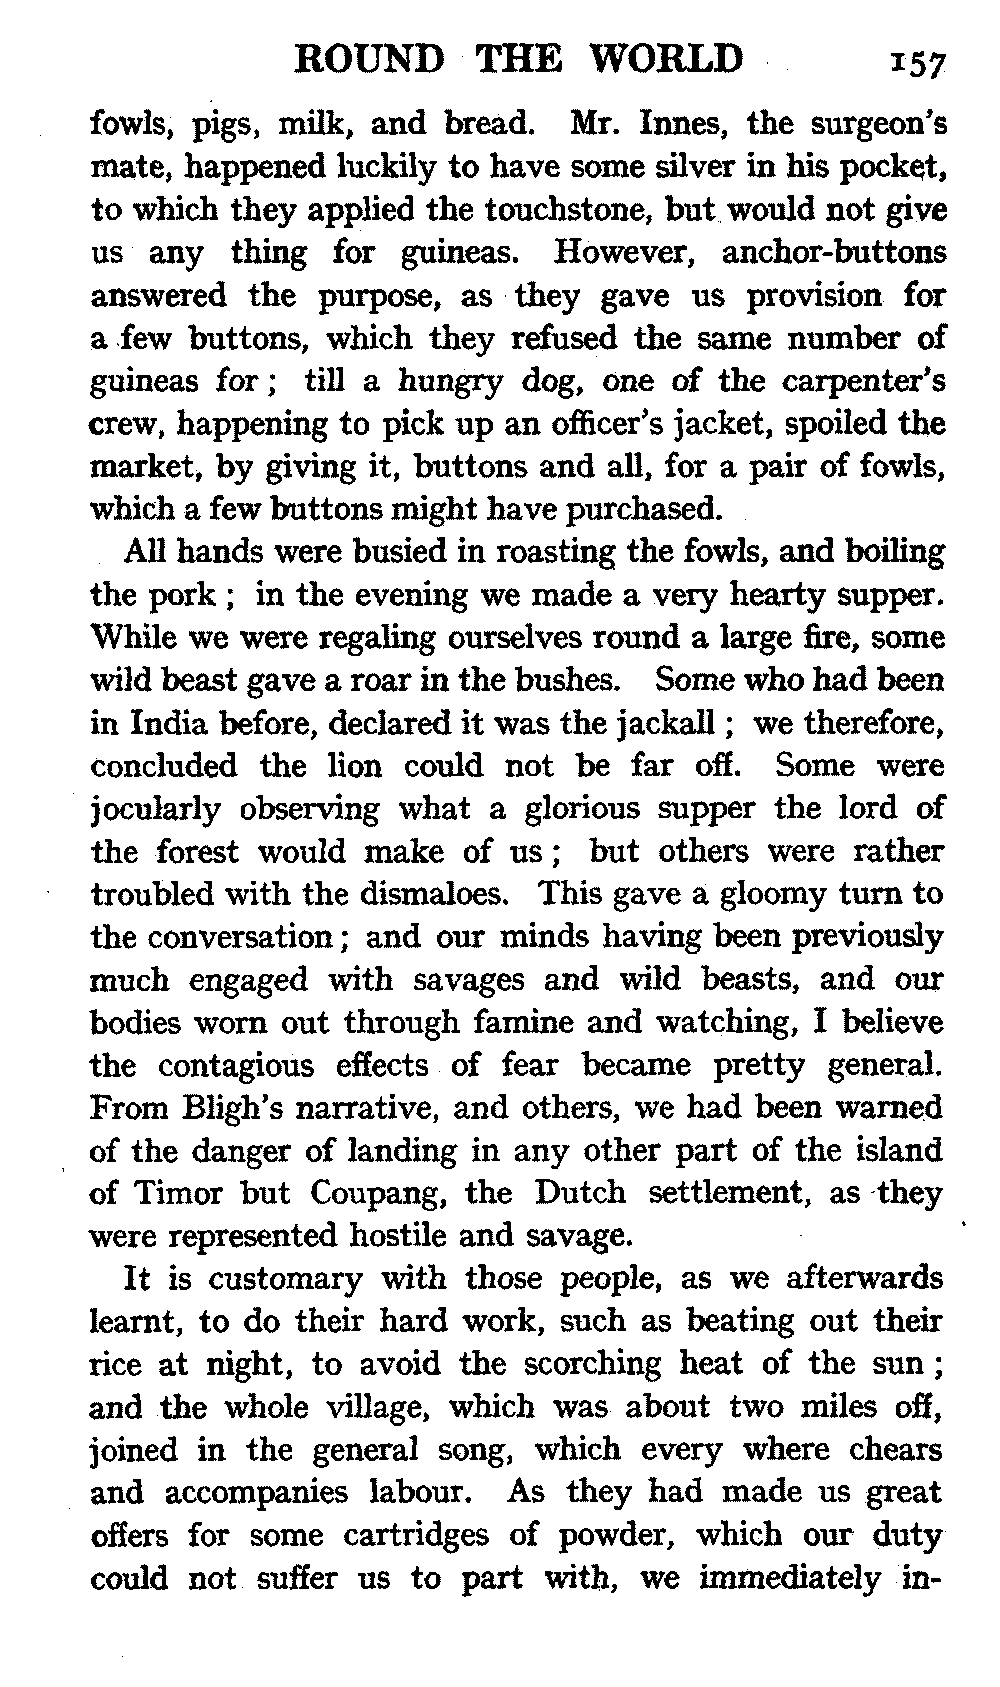 ROUND THE WORLD 157
fowls, pigs, milk, and bread. Mr. Innes, the surgeon's
mate, happened luckily to have some silver in his pocket,
to which they applied the touchstone, but would not give
us any thing for guineas. However, anchor-buttons
answered the purpose, as they gave us provision for
a few buttons, which they refused the same number of
guineas for ; till a hungry dog, one of the carpenter's
crew, happening to pick up an officer's jacket, spoiled the
market, by giving it, buttons and all, for a pair of fowls,
which a few buttons might have purchased.
All hands were busied in roasting the fowls, and boiling
the pork ; in the evening we made a very hearty supper.
While we were regaling ourselves round a large fire, some
wild beast gave a roar in the bushes. Some who had been
in India before, declared it was the jackall ; we therefore,
concluded the lion could not be far off. Some were
jocularly observing what a glorious supper the lord of
the forest would make of us ; but others were rather
troubled with the dismaloes. This gave a gloomy turn to
the conversation ; and our minds having been previously
much engaged with savages and wild beasts, and our
bodies worn out through famine and watching, I believe
the contagious effects of fear became pretty general.
From Bligh's narrative, and others, we had been warned
of the danger of landing in any other part of the island
of Timor but Coupang, the Dutch settlement, as they
were represented hostile and savage.
It is customary with those people, as we afterwards
learnt, to do their hard work, such as beating out their
rice at night, to avoid the scorching heat of the sun ;
and the whole village, which was about two miles off,
joined in the general song, which every where chears
and accompanies labour. As they had made us great
offers for some cartridges of powder, which our duty
could not suffer us to part with, we immediately in-